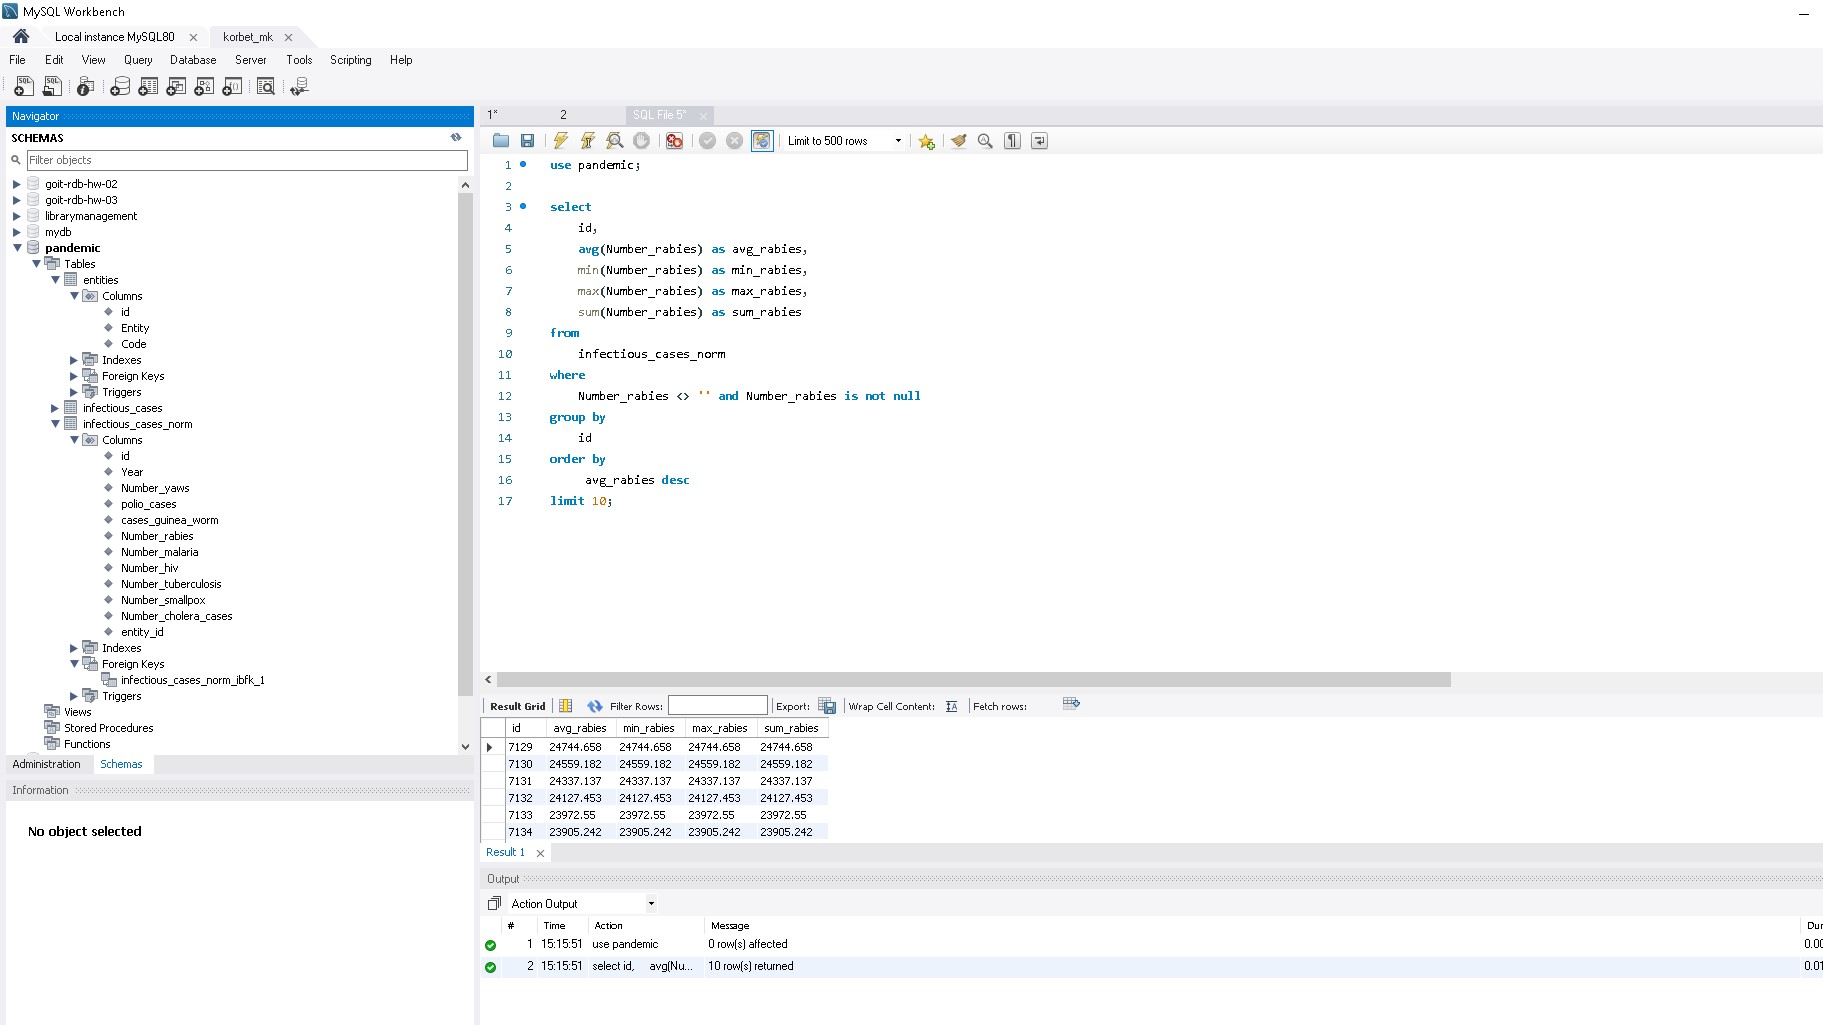 MySQL Workbench
Local instance MySQL80
korbet_mk
File Edit View Query Database Server Tools Scripting Help
Navigator
SCHEMAS
Filter objects
goit-rdb-hw-02
goit-rdb-hw-03
librarymanagement
mydb
pandemic
Tables
entities
Columns
id
Entity
Code
Indexes
Foreign Keys
Triggers
infectious_cases
infectious_cases_norm
Columns
id
Year
Number_yaws
polio_cases
cases_guinea_worm
Number_rabies
Number_malaria
Number_hiv
Number_tuberculosis
Number_smallpox
Number_cholera_cases
entity_id
Indexes
Foreign Keys
infectious_cases_norm_ibfk_1
Triggers
Views
Stored Procedures
Functions
Administration Schemas
Information
No object selected
1* 2 SQL File 5*
Limit to 500 rows
1 use pandemic;
2
3 select
4 id,
5 avg(Number_rabies) as avg_rabies,
6 min(Number_rabies) as min_rabies,
7 max(Number_rabies) as max_rabies,
8 sum(Number_rabies) as sum_rabies
9 from
10 infectious_cases_norm
11 where
12 Number_rabies <> '' and Number_rabies is not null
13 group by
14 id
15 order by
16 avg_rabies desc
17 limit 10;
Result Grid Filter Rows: Export: Wrap Cell Content: Fetch rows:
id avg_rabies min_rabies max_rabies sum_rabies
7129 24744.658 24744.658 24744.658 24744.658
7130 24559.182 24559.182 24559.182 24559.182
7131 24337.137 24337.137 24337.137 24337.137
7132 24127.453 24127.453 24127.453 24127.453
7133 23972.55 23972.55 23972.55 23972.55
7134 23905.242 23905.242 23905.242 23905.242
Result 1
Output
Action Output
# Time Action Message Dur
1 15:15:51 use pandemic 0 row(s) affected 0.00
2 15:15:51 select id, avg(Nu... 10 row(s) returned 0.01